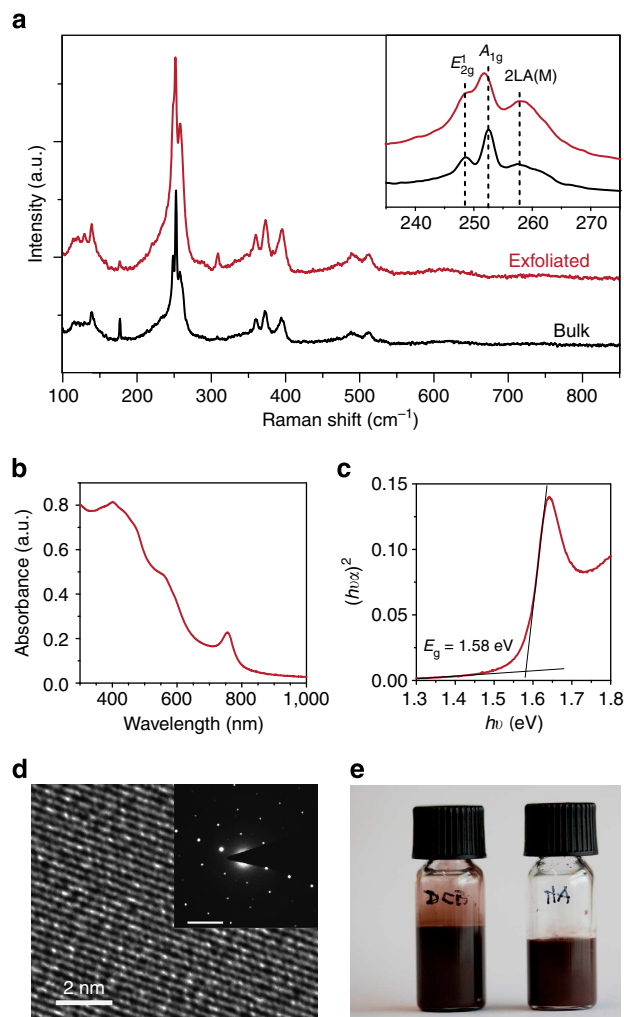 a
Intensity (a.u.)
E¹₂g
A₁g
2LA(M)
240 250 260 270
Exfoliated
Bulk
100 200 300 400 500 600 700 800
Raman shift (cm⁻¹)
b
Absorbance (a.u.)
0.8
0.6
0.4
0.2
0.0
400 600 800 1,000
Wavelength (nm)
c
(hυα)²
0.15
0.10
0.05
0.00
E_g = 1.58 eV
1.3 1.4 1.5 1.6 1.7 1.8
hυ (eV)
d
2 nm
e
DCB
MA